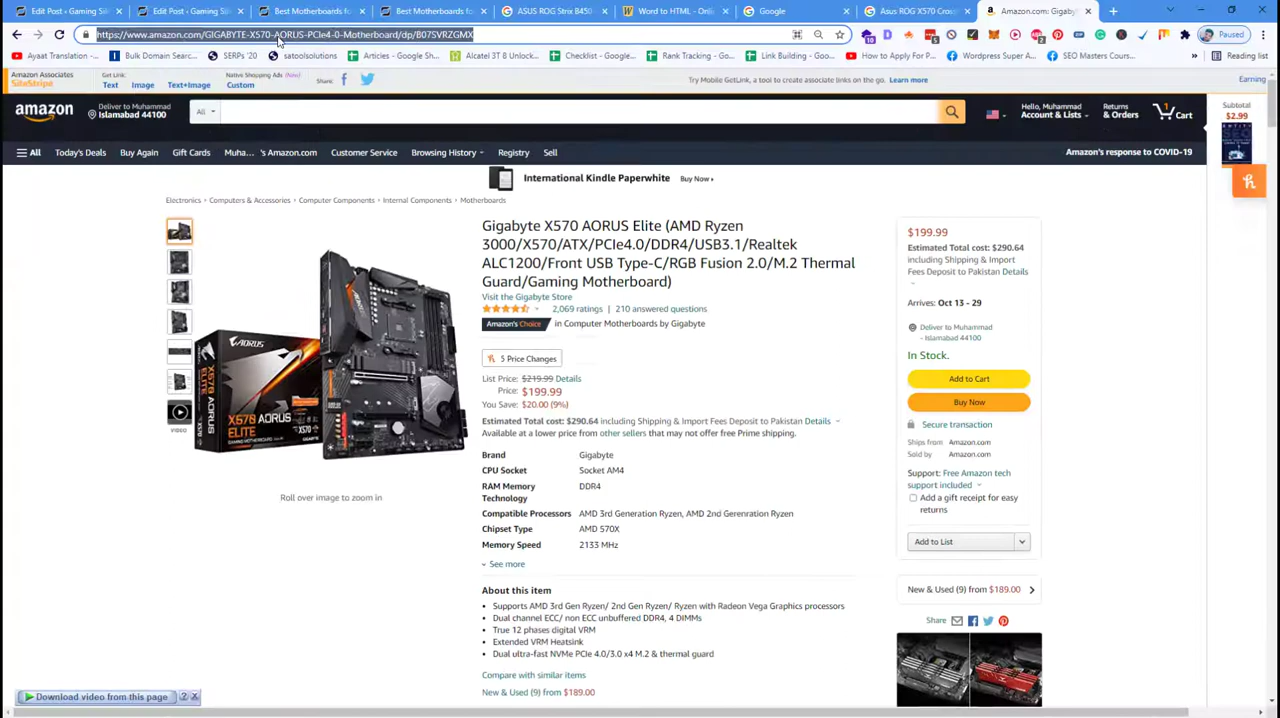 Edit Post ‹ Gaming Si
Edit Post ‹ Gaming Sil
Best Motherboards fo
Best Motherboards for
ASUS ROG Strix B450
Word to HTML - Onlin
Google
Asus ROG X570 Crossh
Amazon.com: Gigabyte
https://www.amazon.com/GIGABYTE-X570-AORUS-PCIe4-0-Motherboard/dp/B07SVRZGMX
Paused
Ayaat Translation -
Bulk Domain Search...
SERPs '20
satoolsolutions
Articles - Google Sh...
Alcatel 3T 8 Unlock...
Checklist - Google...
Rank Tracking - Go...
Link Building - Goo...
How to Apply For P...
Wordpress Super A...
SEO Masters Cours...
»
Reading list
Amazon Associates
SiteStripe
Get Link:
Text
Image
Text+Image
Native Shopping Ads (New)
Custom
Share:
Try Mobile GetLink, a tool to create associate links on the go. Learn more
Earning
amazon
Deliver to Muhammad
Islamabad 44100
All
Hello, Muhammad
Account & Lists
Returns
& Orders
1
Cart
Subtotal
$2.99
All
Today's Deals
Buy Again
Gift Cards
Muha... 's Amazon.com
Customer Service
Browsing History
Registry
Sell
Amazon's response to COVID-19
International Kindle Paperwhite
Buy Now ›
Electronics › Computers & Accessories › Computer Components › Internal Components › Motherboards
AORUS
X570 AORUS
ELITE
VIDEO
Roll over image to zoom in
Gigabyte X570 AORUS Elite (AMD Ryzen
3000/X570/ATX/PCIe4.0/DDR4/USB3.1/Realtek
ALC1200/Front USB Type-C/RGB Fusion 2.0/M.2 Thermal
Guard/Gaming Motherboard)
Visit the Gigabyte Store
2,069 ratings | 210 answered questions
Amazon's Choice in Computer Motherboards by Gigabyte
5 Price Changes
List Price: $219.99 Details
Price: $199.99
You Save: $20.00 (9%)
Estimated Total cost: $290.64 including Shipping & Import Fees Deposit to Pakistan Details
Available at a lower price from other sellers that may not offer free Prime shipping.
Brand Gigabyte
CPU Socket Socket AM4
RAM Memory DDR4
Technology
Compatible Processors AMD 3rd Generation Ryzen, AMD 2nd Gerenration Ryzen
Chipset Type AMD 570X
Memory Speed 2133 MHz
See more
About this item
• Supports AMD 3rd Gen Ryzen/ 2nd Gen Ryzen/ Ryzen with Radeon Vega Graphics processors
• Dual channel ECC/ non ECC unbuffered DDR4, 4 DIMMs
• True 12 phases digital VRM
• Extended VRM Heatsink
• Dual ultra-fast NVMe PCIe 4.0/3.0 x4 M.2 & thermal guard
Compare with similar items
New & Used (9) from $189.00
$199.99
Estimated Total cost: $290.64
including Shipping & Import
Fees Deposit to Pakistan Details
Arrives: Oct 13 - 29
Deliver to Muhammad
- Islamabad 44100
In Stock.
Add to Cart
Buy Now
Secure transaction
Ships from Amazon.com
Sold by Amazon.com
Support: Free Amazon tech
support included
Add a gift receipt for easy
returns
Add to List
New & Used (9) from $189.00
Share
Download video from this page
?
X